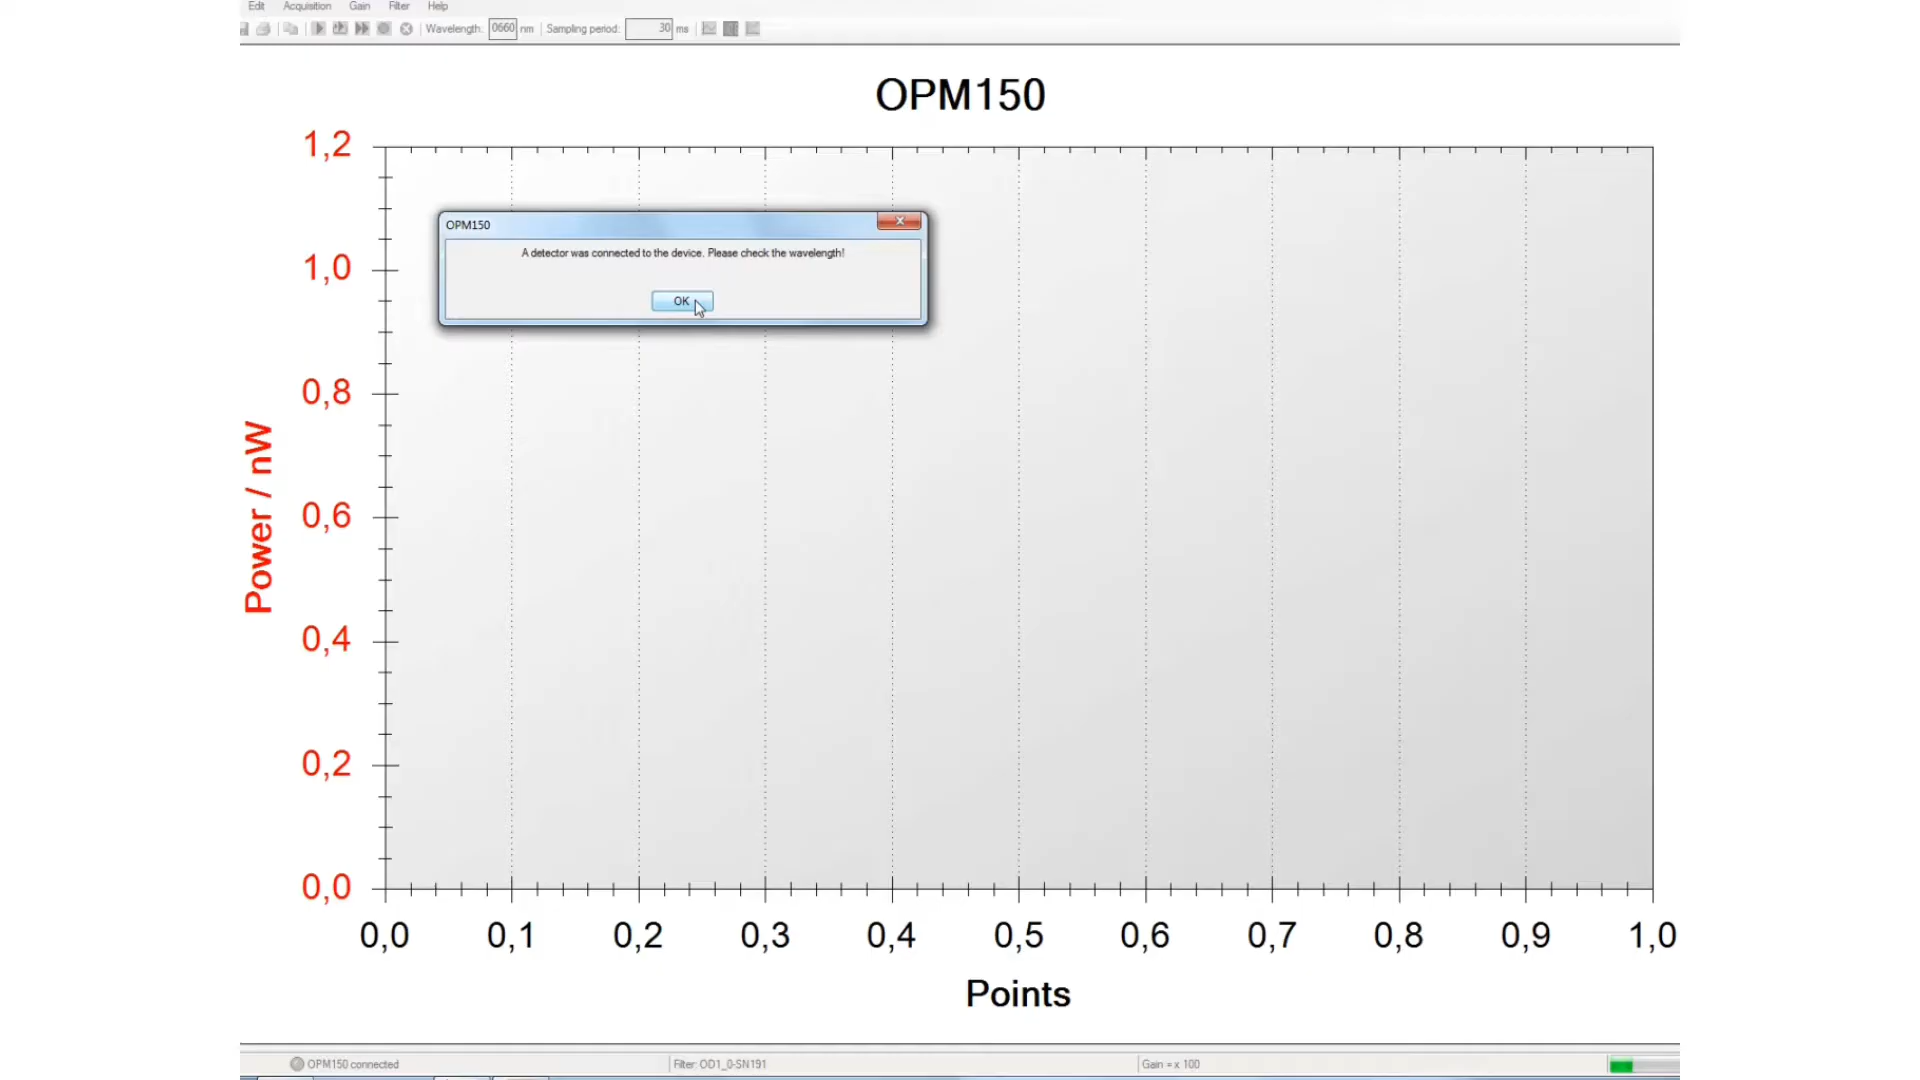 Edit Acquisition Gain Filter Help
Wavelength: 0660 nm Sampling period: 30 ms
OPM150
1,2
OPM150
A detector was connected to the device. Please check the wavelength!
1,0
OK
0,8
Power / nW
0,6
0,4
0,2
0,0
0,0 0,1 0,2 0,3 0,4 0,5 0,6 0,7 0,8 0,9 1,0
Points
OPM150 connected Filter: OD1_0-SN191 Gain = x 100